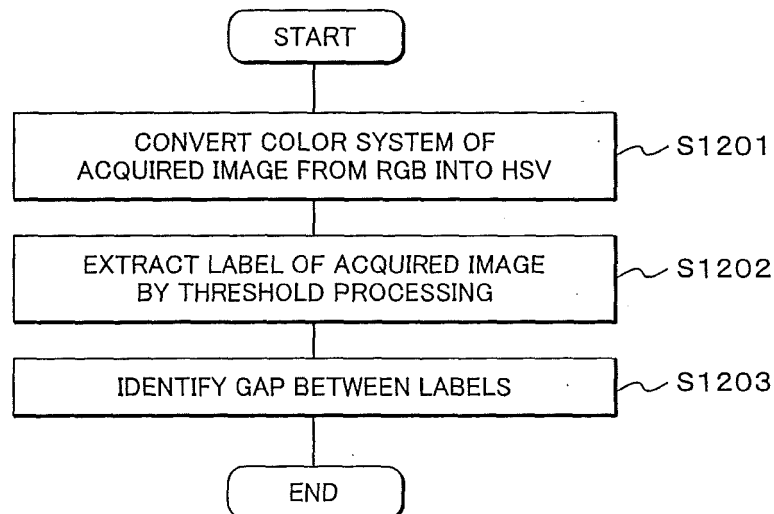 START
CONVERT COLOR SYSTEM OF
ACQUIRED IMAGE FROM RGB INTO HSV
S1201
EXTRACT LABEL OF ACQUIRED IMAGE
BY THRESHOLD PROCESSING
S1202
IDENTIFY GAP BETWEEN LABELS
S1203
END